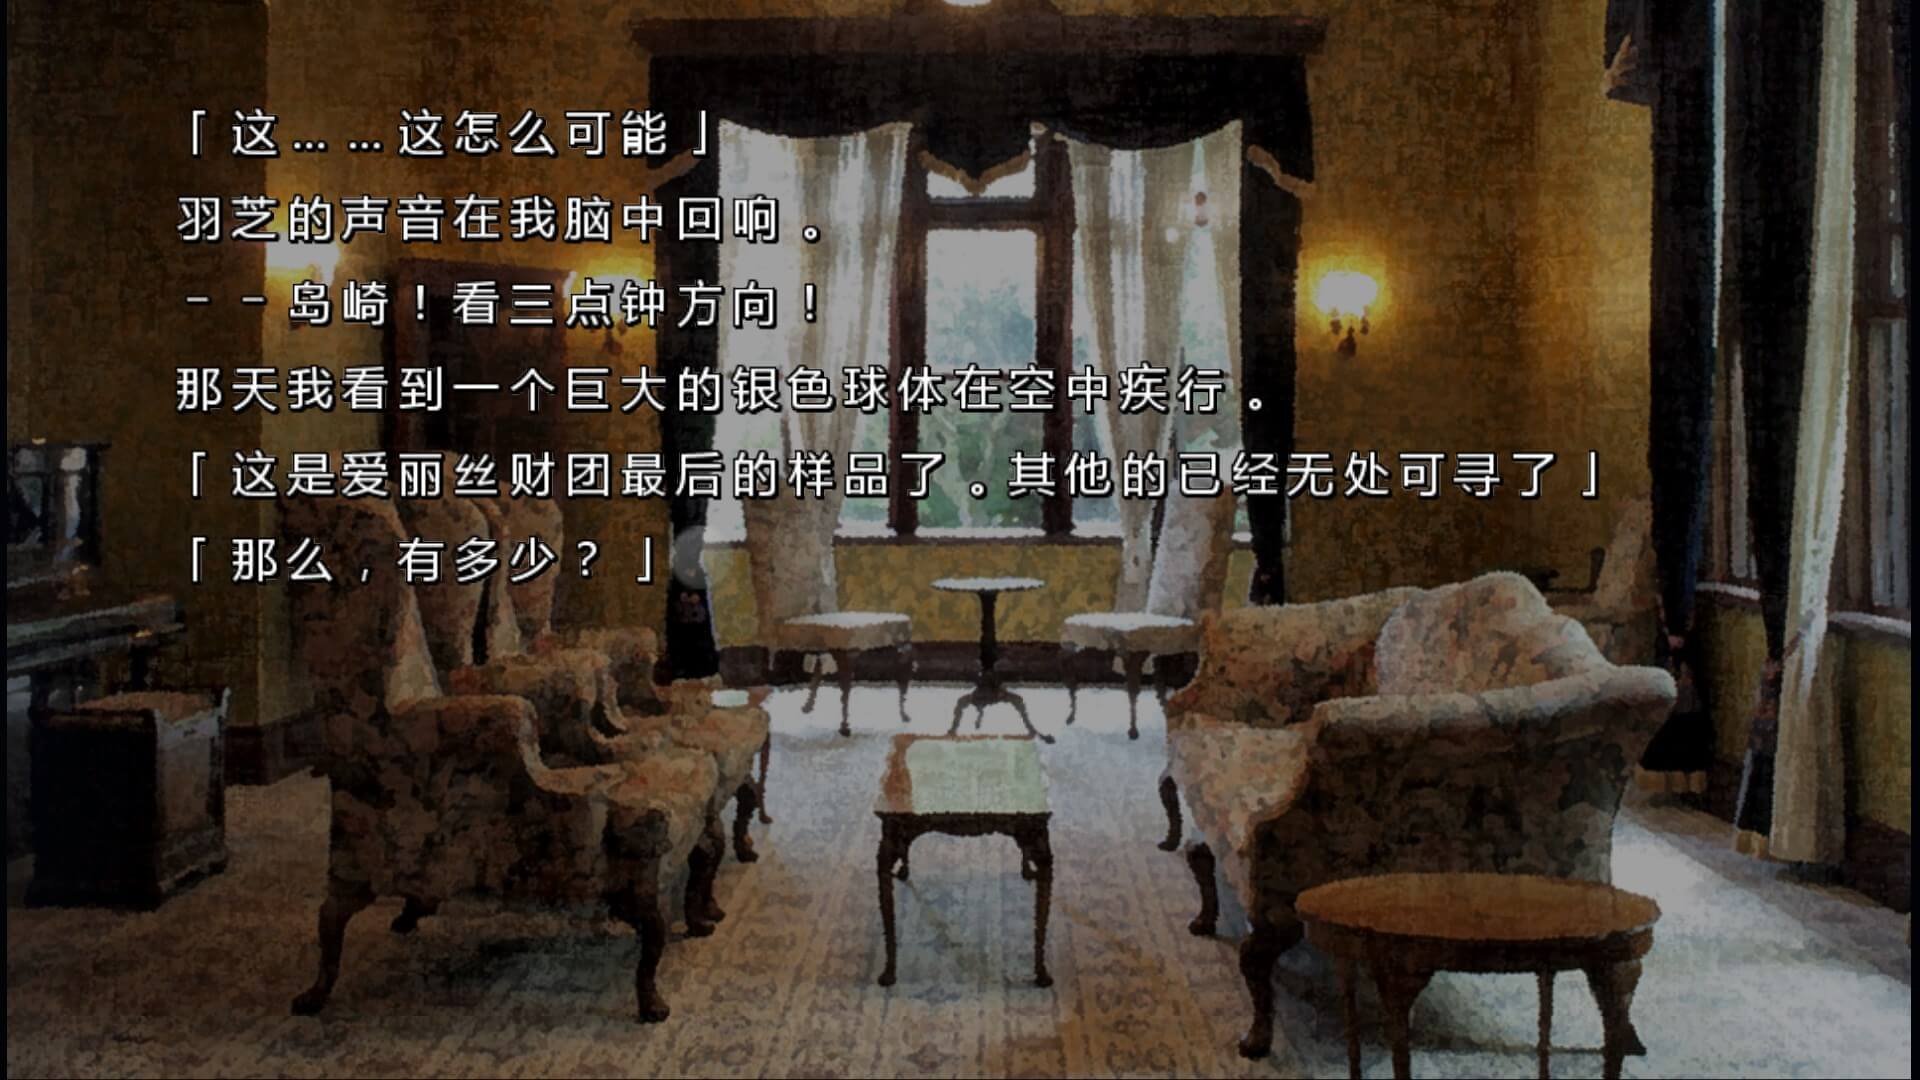 「这……这怎么可能」
羽芝的声音在我脑中回响。
－－岛崎！看三点钟方向！
那天我看到一个巨大的银色球体在空中疾行。
「这是爱丽丝财团最后的样品了。其他的已经无处可寻了」
「那么，有多少？」